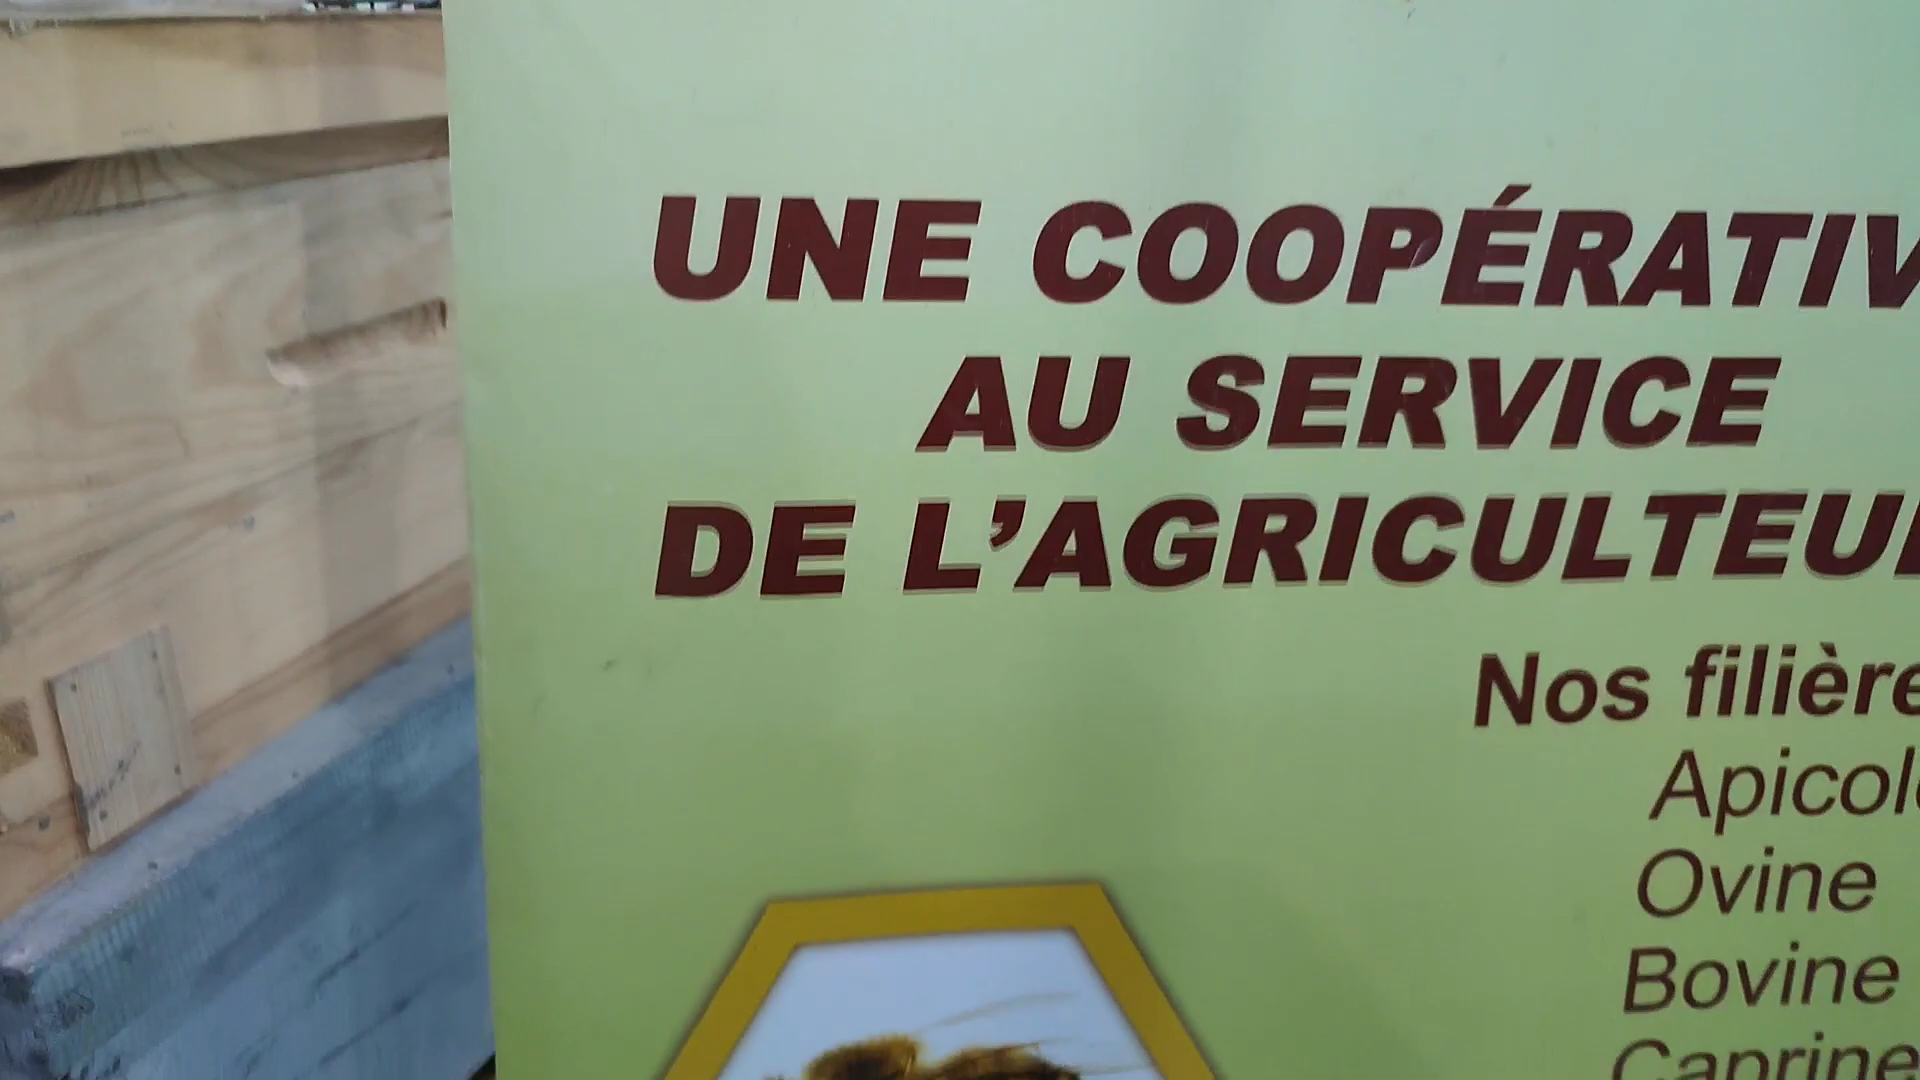 UNE COOPÉRATIV
AU SERVICE
DE L’AGRICULTEU
Nos filière
Apicol
Ovine
Bovine
Caprine